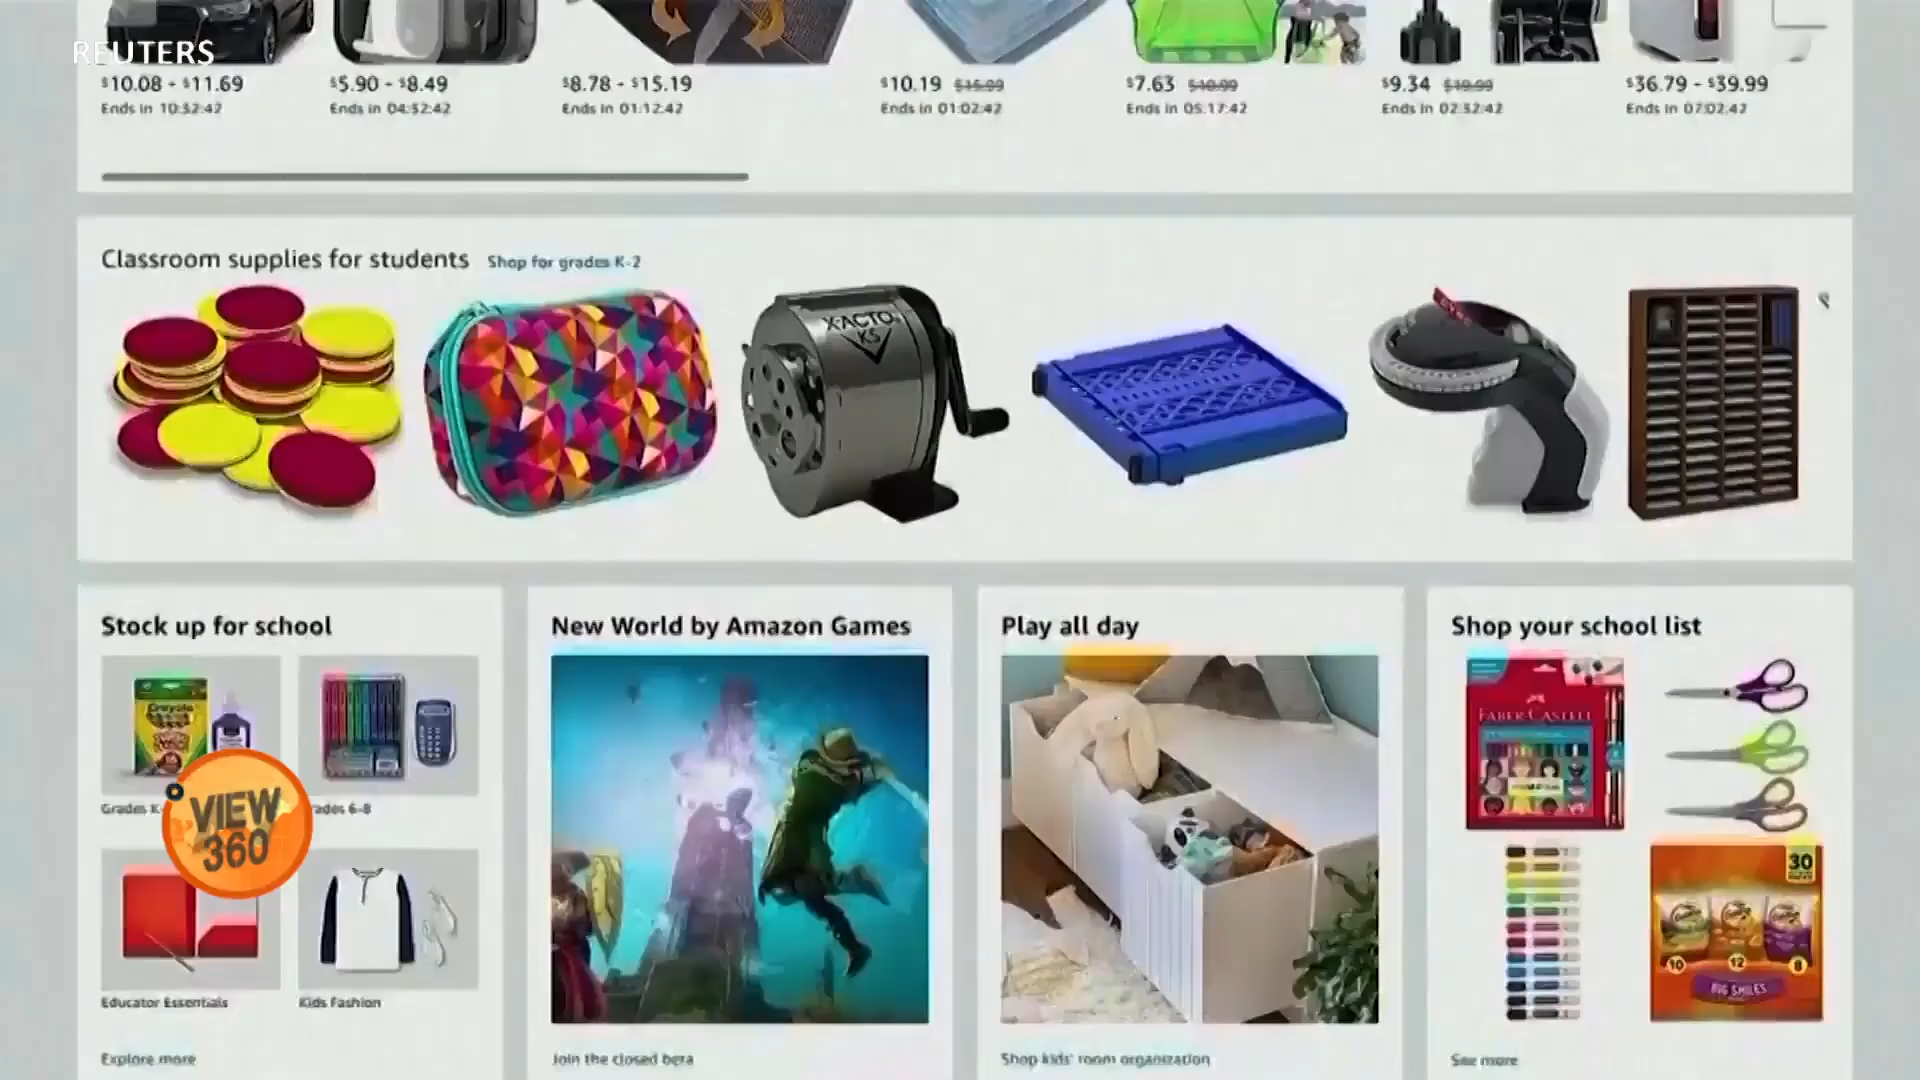 REUTERS
$10.08 - $11.69
$5.90 - $8.49
$8.78 - $15.19
$10.19 $15.99
$7.63 $10.99
$9.34 $19.99
$36.79 - $39.99
Ends in 10:32:42
Ends in 04:32:42
Ends in 01:12:42
Ends in 01:02:42
Ends in 05:17:42
Ends in 02:32:42
Ends in 07:02:42
Classroom supplies for students Shop for grades K-2
X-ACTO
KS
Stock up for school
New World by Amazon Games
Play all day
Shop your school list
Crayola
FABER-CASTELL
Grades K-
rades 6-8
VIEW
360
30
10
12
8
BIG SMILES
Educator Essentials
Kids Fashion
Explore more
Join the closed beta
Shop kids' room organization
See more